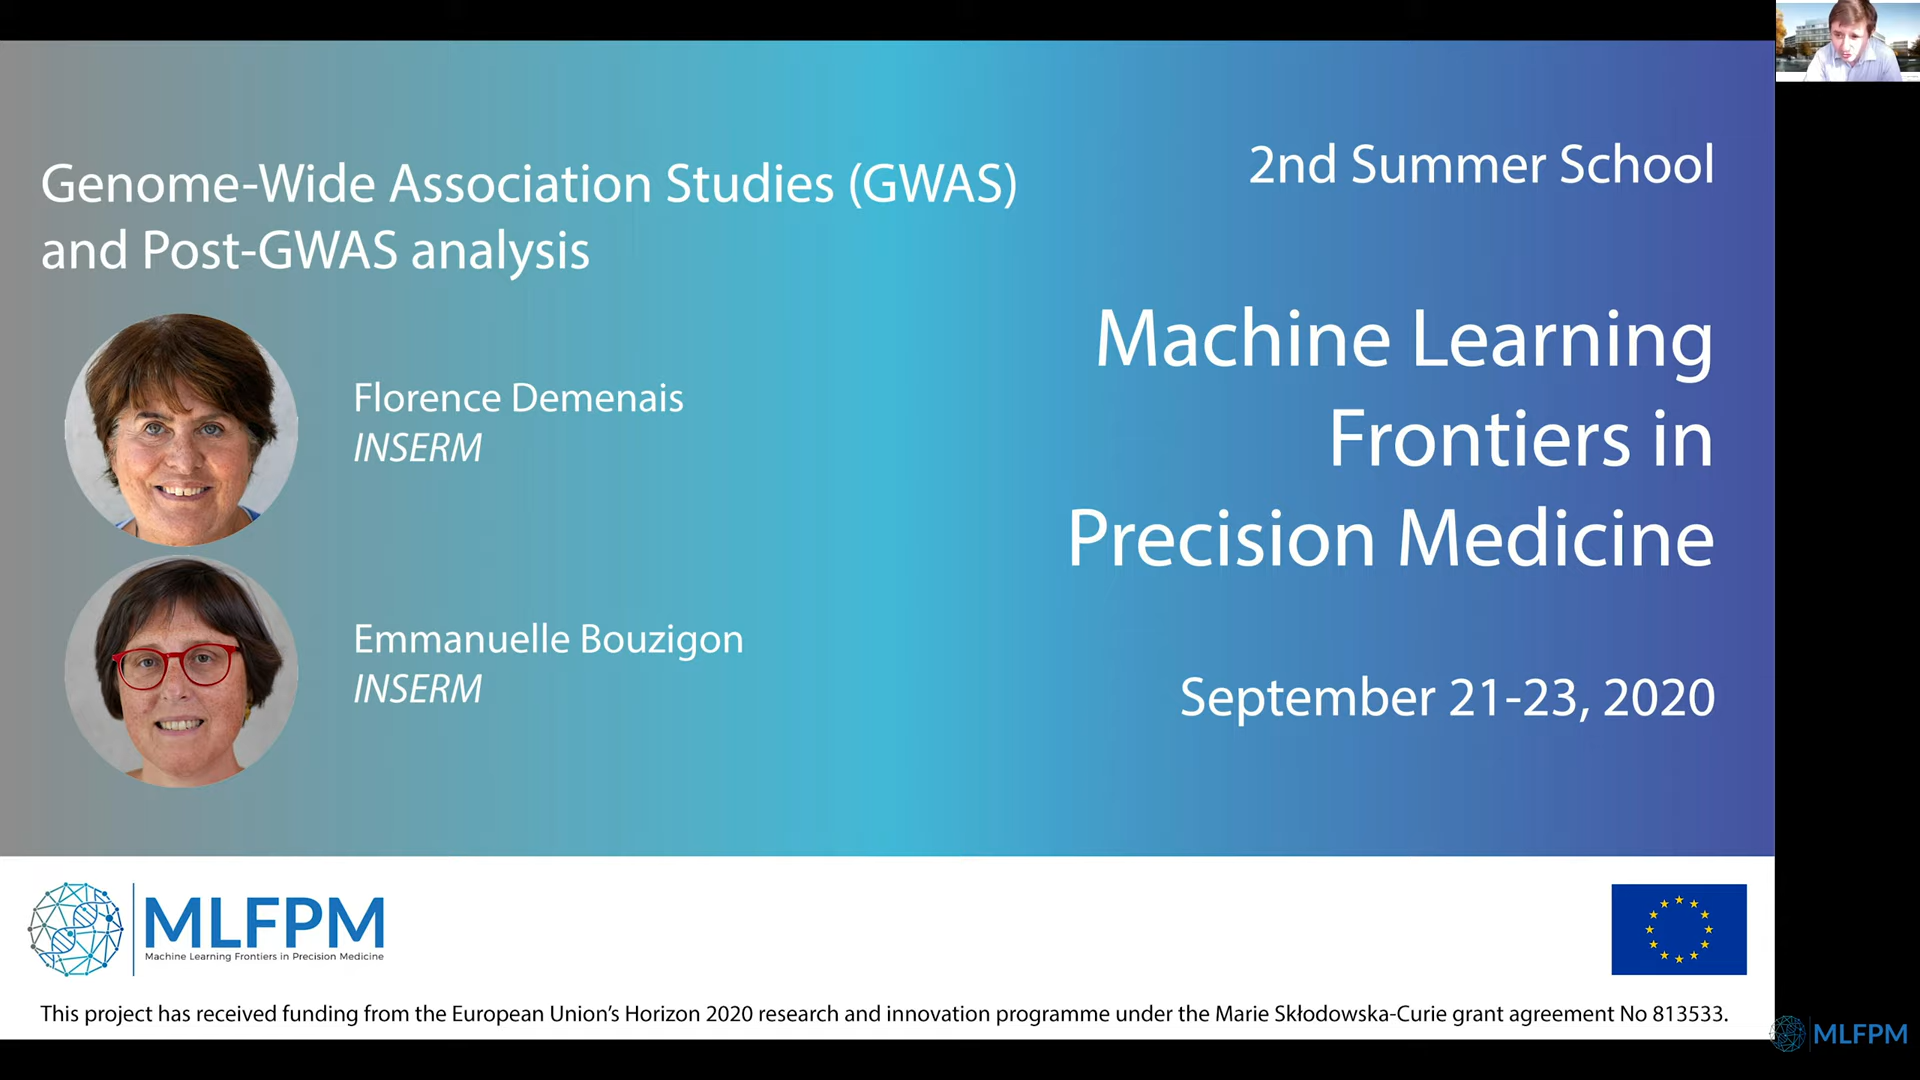 Genome-Wide Association Studies (GWAS)
and Post-GWAS analysis
Florence Demenais
INSERM
Emmanuelle Bouzigon
INSERM
2nd Summer School
Machine Learning
Frontiers in
Precision Medicine
September 21-23, 2020
MLFPM
Machine Learning Frontiers in Precision Medicine
This project has received funding from the European Union’s Horizon 2020 research and innovation programme under the Marie Skłodowska-Curie grant agreement No 813533.
MLFPM